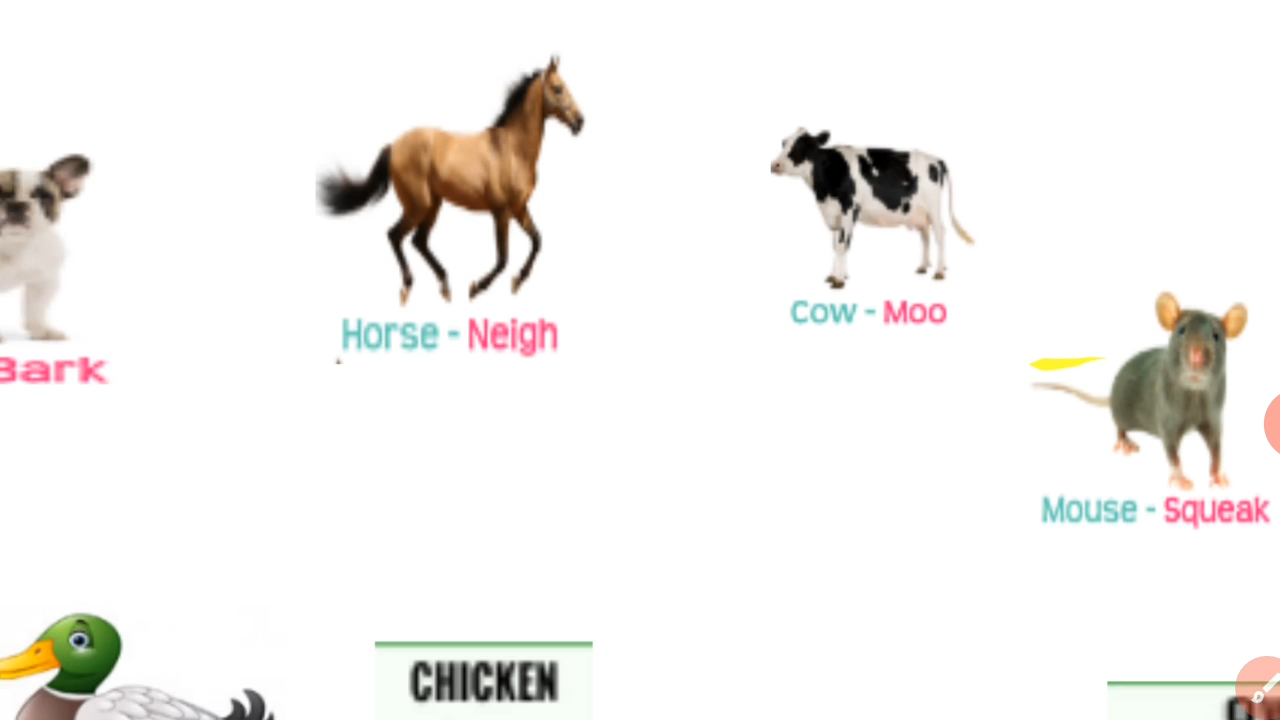 Horse - Neigh
Cow - Moo
Bark
Mouse - Squeak
CHICKEN